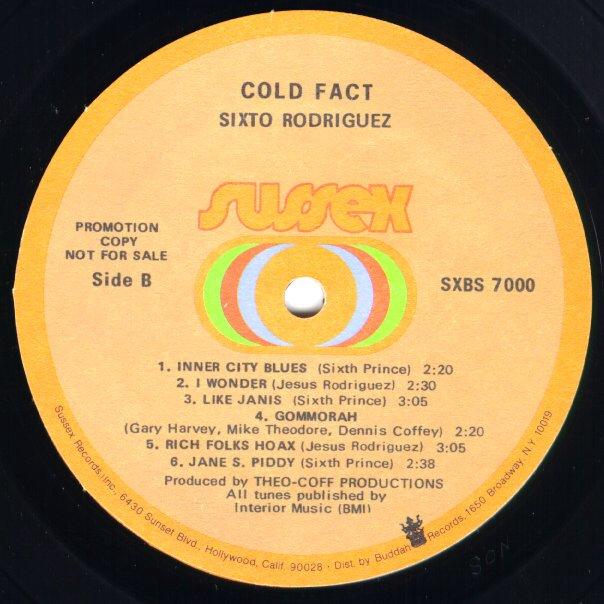 COLD FACT
SIXTO RODRIGUEZ
sussex
PROMOTION
COPY
NOT FOR SALE
Side B
SXBS 7000
1. INNER CITY BLUES (Sixth Prince) 2:20
2. I WONDER (Jesus Rodriguez) 2:30
3. LIKE JANIS (Sixth Prince) 3:05
4. GOMMORAH
(Gary Harvey, Mike Theodore, Dennis Coffey) 2:20
5. RICH FOLKS HOAX (Jesus Rodriguez) 3:05
6. JANE S. PIDDY (Sixth Prince) 2:38
Produced by THEO-COFF PRODUCTIONS
All tunes published by
Interior Music (BMI)
Sussex Records, Inc. 6430 Sunset Blvd., Hollywood, Calif. 90028 · Dist. by Buddah Records, 1650 Broadway, N.Y. 10019